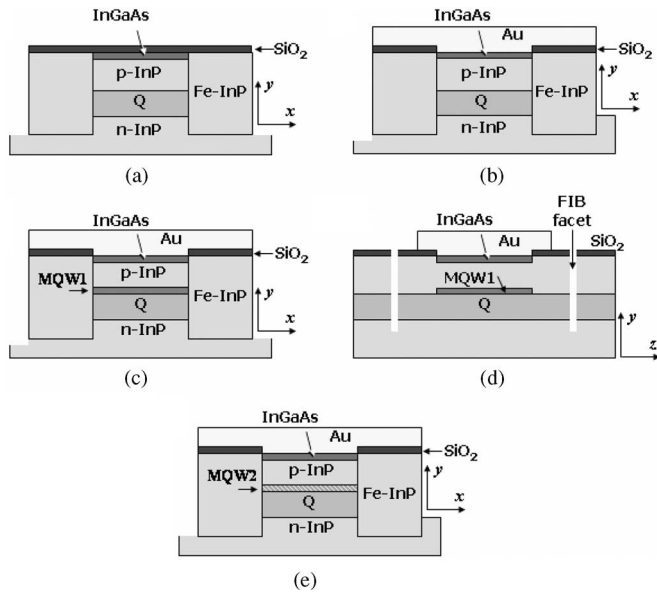 InGaAs
SiO2
p-InP
Q
n-InP
Fe-InP
y
x
(a)
InGaAs
Au
SiO2
p-InP
Q
n-InP
Fe-InP
y
x
(b)
InGaAs
Au
SiO2
MQW1
p-InP
Q
n-InP
Fe-InP
y
x
(c)
FIB
facet
InGaAs
Au
SiO2
MQW1
Q
y
z
(d)
InGaAs
Au
SiO2
MQW2
p-InP
Q
n-InP
Fe-InP
y
x
(e)